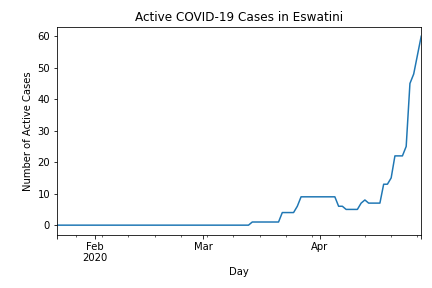 Active COVID-19 Cases in Eswatini
60
50
40
30
20
10
0
Number of Active Cases
Feb
2020
Mar
Apr
Day